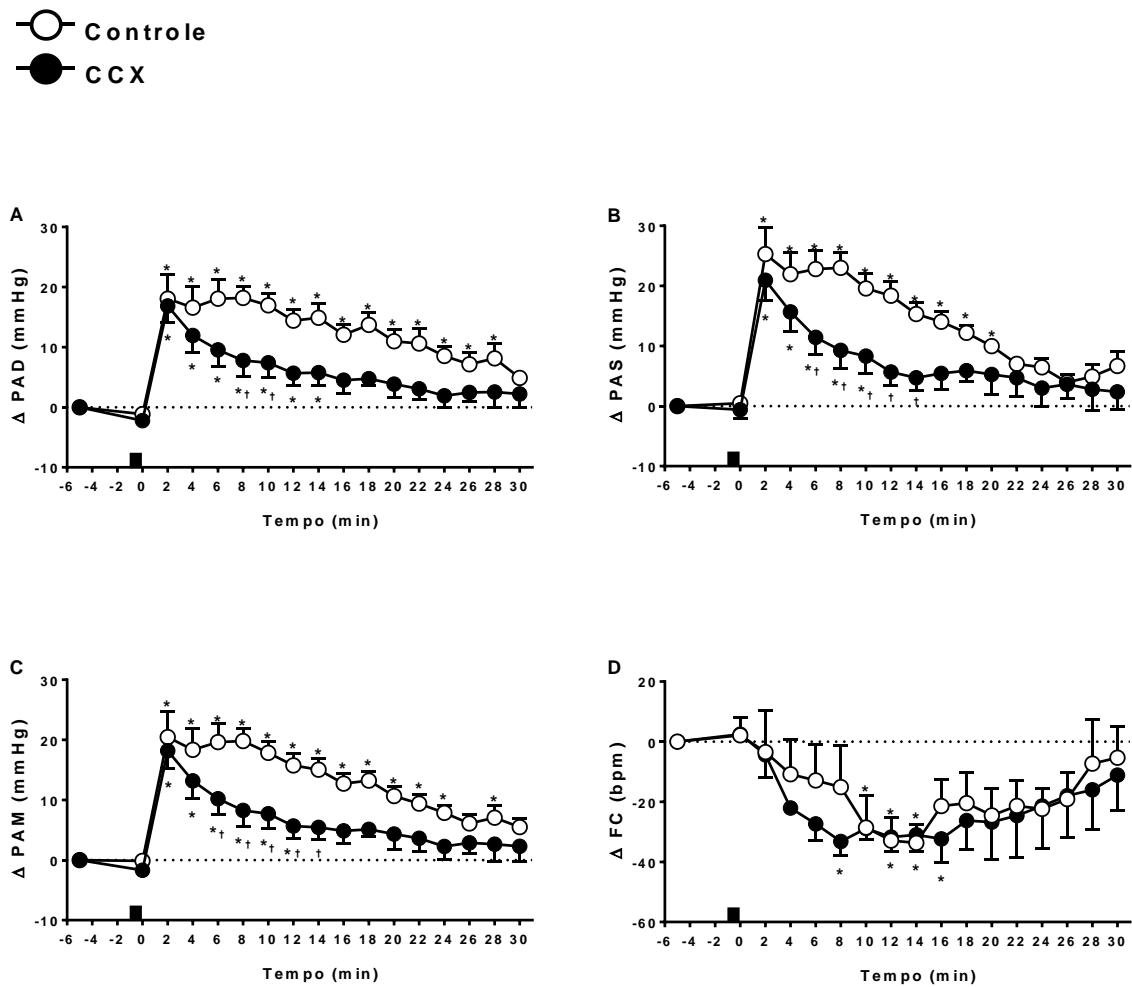 Controle
CCX
A
Δ PAD (mmHg)
30
20
10
0
-10
* * * * * * * * * * * * * *
* * * *† *† * *
-6 -4 -2 0 2 4 6 8 10 12 14 16 18 20 22 24 26 28 30
Tempo (min)
B
Δ PAS (mmHg)
30
20
10
0
-10
* * * * * * * * * *
* * *† *† *† † †
-6 -4 -2 0 2 4 6 8 10 12 14 16 18 20 22 24 26 28 30
Tempo (min)
C
Δ PAM (mmHg)
30
20
10
0
-10
* * * * * * * * * * * * *
* * *† *† *† *† †
-6 -4 -2 0 2 4 6 8 10 12 14 16 18 20 22 24 26 28 30
Tempo (min)
D
Δ FC (bpm)
20
0
-20
-40
-60
* * *
* * * *
-6 -4 -2 0 2 4 6 8 10 12 14 16 18 20 22 24 26 28 30
Tempo (min)